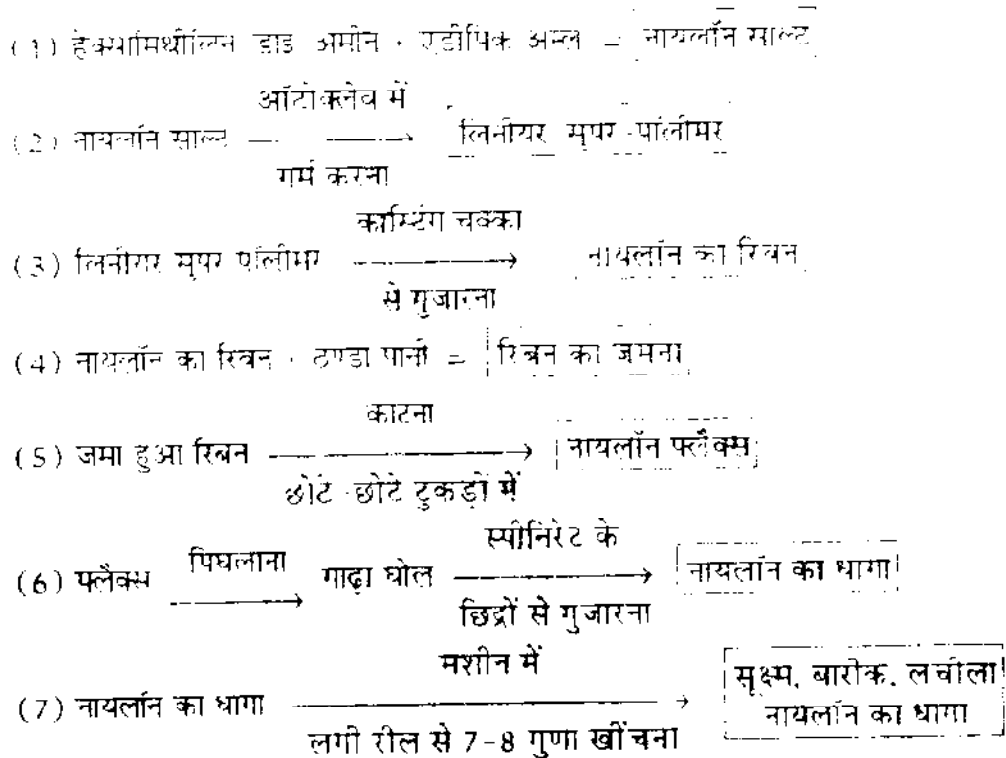 (1) हेक्सामिथीलिन डाइ अमीन + एडीपिक अम्ल = नायलॉन साल्ट
ऑटोक्लेव में
(2) नायलॉन साल्ट ⟶ लिनीयर सुपर पॉलीमर
गर्म करना
कास्टिंग चक्का
(3) लिनीयर सुपर पॉलीमर ⟶ नायलॉन का रिबन
से गुजारना
(4) नायलॉन का रिबन + ठण्डा पानी = रिबन का जमना
काटना
(5) जमा हुआ रिबन ⟶ नायलॉन फ्लैक्स
छोटे-छोटे टुकड़ों में
पिघलाना स्पीनिरेट के
(6) फ्लैक्स ⟶ गाढ़ा घोल ⟶ नायलॉन का धागा
छिद्रों से गुजारना
मशीन में सूक्ष्म, बारीक, लचीला
(7) नायलॉन का धागा ⟶ नायलॉन का धागा
लगी रील से 7-8 गुणा खींचना